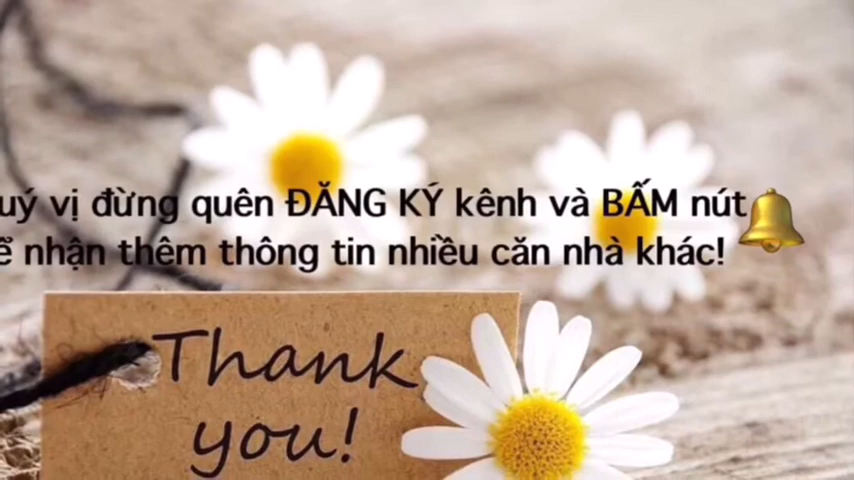 vị đừng quên ĐĂNG KÝ kênh và BẤM nút
nhận thêm thông tin nhiều căn nhà khác!
Thank
you!